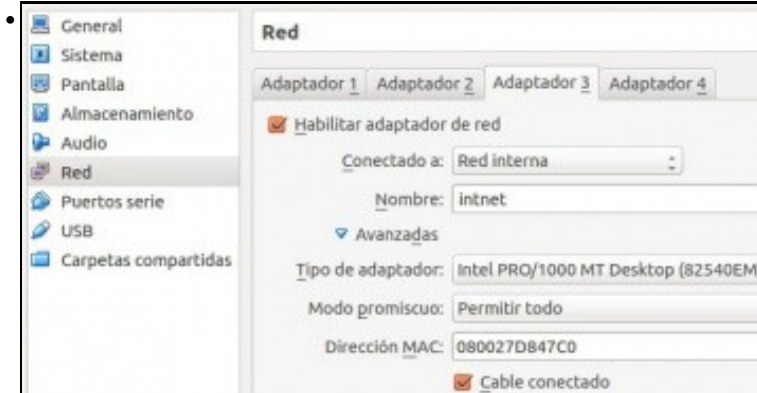 General
Sistema
Pantalla
Almacenamiento
Audio
Red
Puertos serie
USB
Carpetas compartidas
Red
Adaptador 1 Adaptador 2 Adaptador 3 Adaptador 4
Habilitar adaptador de red
Conectado a: Red interna
Nombre: intnet
Avanzadas
Tipo de adaptador: Intel PRO/1000 MT Desktop (82540EM
Modo promiscuo: Permitir todo
Dirección MAC: 080027D847C0
Cable conectado